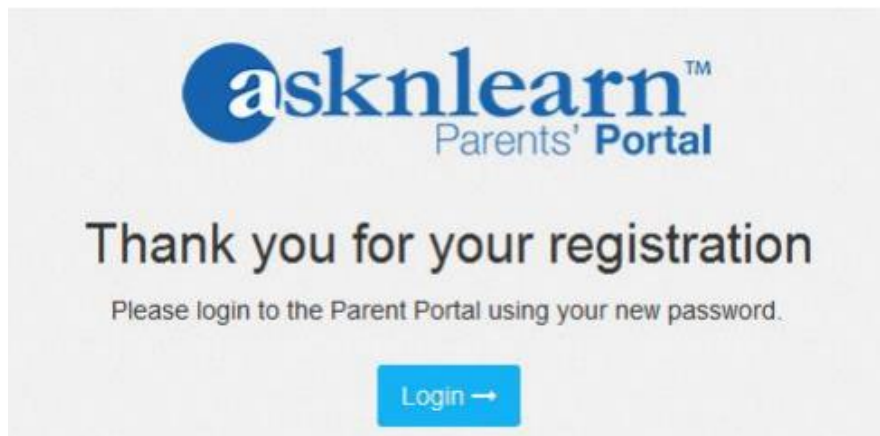 asknlearn™
Parents' Portal
Thank you for your registration
Please login to the Parent Portal using your new password.
Login →